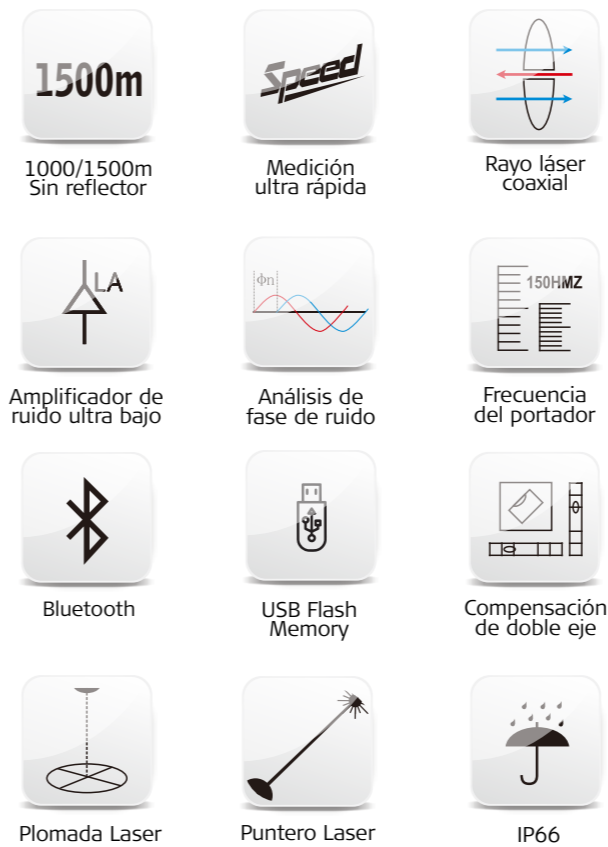 1500m
Speed
1000/1500m
Sin reflector
Medición
ultra rápida
Rayo láser
coaxial
LA
ϕn
150HMZ
Amplificador de
ruido ultra bajo
Análisis de
fase de ruido
Frecuencia
del portador
Bluetooth
USB Flash
Memory
Compensación
de doble eje
Plomada Laser
Puntero Laser
IP66